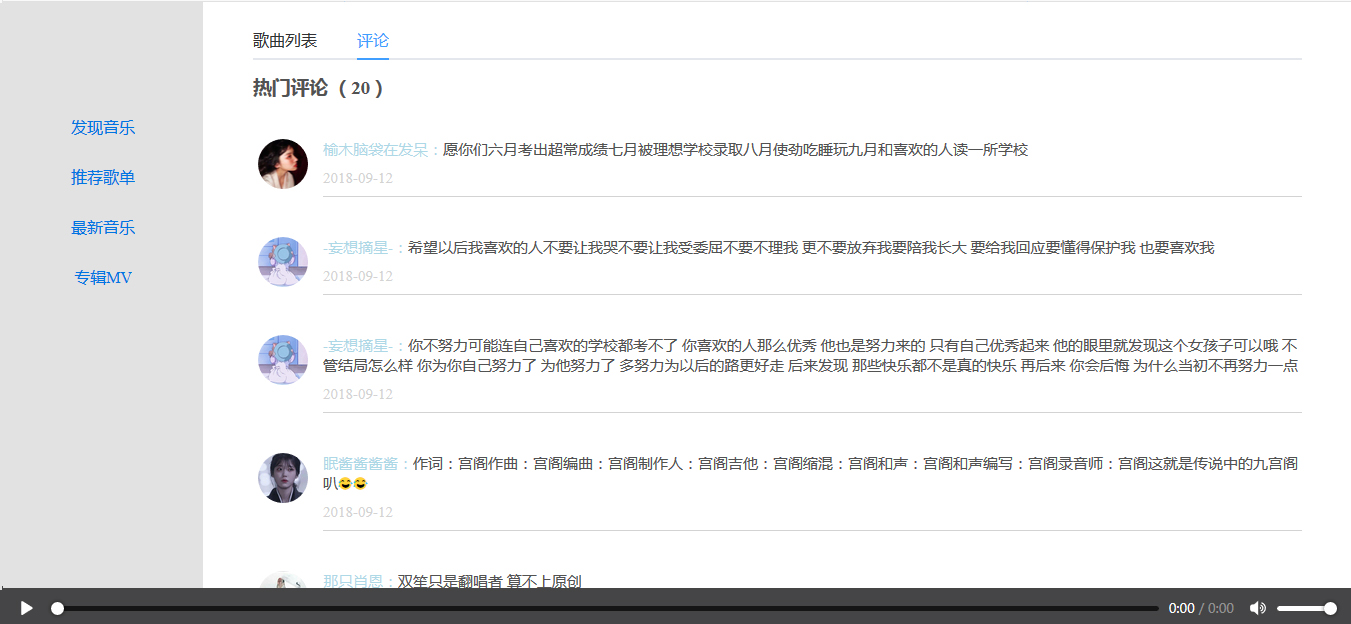 歌曲列表 评论
热门评论（20）
发现音乐
推荐歌单
最新音乐
专辑MV
榆木脑袋在发呆：愿你们六月考出超常成绩七月被理想学校录取八月使劲吃睡玩九月和喜欢的人读一所学校
2018-09-12
-妄想摘星-：希望以后我喜欢的人不要让我哭不要让我受委屈不要不理我 更不要放弃我要陪我长大 要给我回应要懂得保护我 也要喜欢我
2018-09-12
-妄想摘星-：你不努力可能连自己喜欢的学校都考不了 你喜欢的人那么优秀 他也是努力来的 只有自己优秀起来 他的眼里就发现这个女孩子可以哦 不
管结局怎么样 你为你自己努力了 为他努力了 多努力为以后的路更好走 后来发现 那些快乐都不是真的快乐 再后来 你会后悔 为什么当初不再努力一点
2018-09-12
眠酱酱酱酱：作词：宫阁作曲：宫阁编曲：宫阁制作人：宫阁吉他：宫阁缩混：宫阁和声：宫阁和声编写：宫阁录音师：宫阁这就是传说中的九宫阁
叭😂😂
2018-09-12
那只肖恩：双笙只是翻唱者 算不上原创
0:00 / 0:00